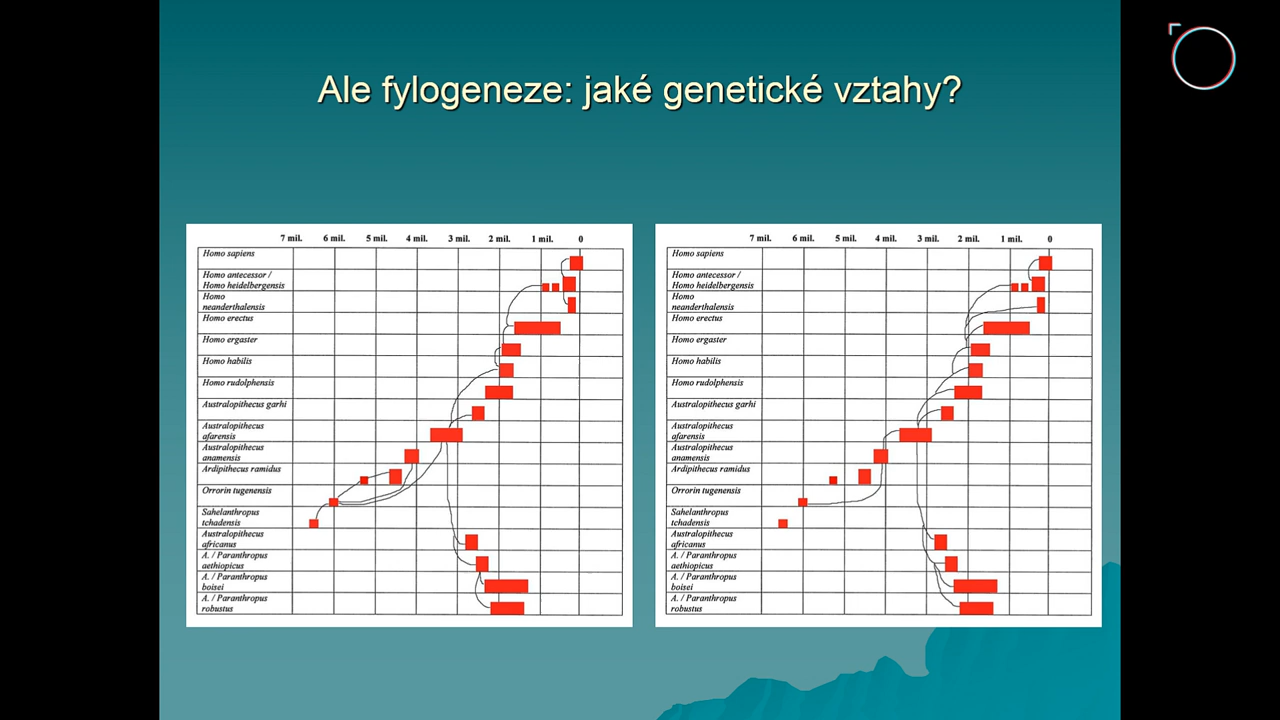 Ale fylogeneze: jaké genetické vztahy?
7 mil. 6 mil. 5 mil. 4 mil. 3 mil. 2 mil. 1 mil. 0
Homo sapiens
Homo antecessor /
Homo heidelbergensis
Homo
neanderthalensis
Homo erectus
Homo ergaster
Homo habilis
Homo rudolphensis
Australopithecus garhi
Australopithecus
afarensis
Australopithecus
anamensis
Ardipithecus ramidus
Orrorin tugenensis
Sahelanthropus
tchadensis
Australopithecus
africanus
A. / Paranthropus
aethiopicus
A. / Paranthropus
boisei
A. / Paranthropus
robustus
7 mil. 6 mil. 5 mil. 4 mil. 3 mil. 2 mil. 1 mil. 0
Homo sapiens
Homo antecessor /
Homo heidelbergensis
Homo
neanderthalensis
Homo erectus
Homo ergaster
Homo habilis
Homo rudolphensis
Australopithecus garhi
Australopithecus
afarensis
Australopithecus
anamensis
Ardipithecus ramidus
Orrorin tugenensis
Sahelanthropus
tchadensis
Australopithecus
africanus
A. / Paranthropus
aethiopicus
A. / Paranthropus
boisei
A. / Paranthropus
robustus